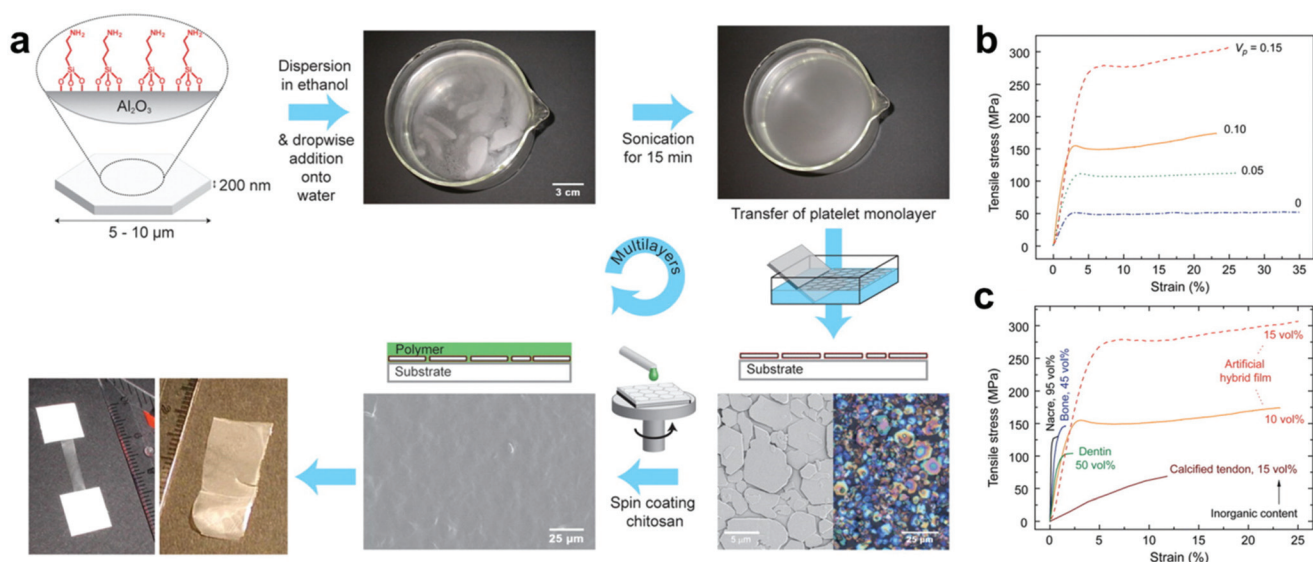 a
NH₂ NH₂ NH₂ NH₂
Si Si Si Si
O O O O O O O O O O O O
Al₂O₃
200 nm
5 - 10 µm
Dispersion
in ethanol
& dropwise
addition
onto
water
3 cm
Sonication
for 15 min
Transfer of platelet monolayer
Multilayers
Polymer
Substrate
Substrate
25 µm
Spin coating
chitosan
5 µm
25 µm
b
Tensile stress (MPa)
300
250
200
150
100
50
0
0 5 10 15 20 25 30 35
Strain (%)
Vₚ = 0.15
0.10
0.05
0
c
Tensile stress (MPa)
300
250
200
150
100
50
0
0 5 10 15 20 25
Strain (%)
Nacre, 95 vol%
Bone, 45 vol%
15 vol%
Artificial
hybrid film
10 vol%
Dentin
50 vol%
Calcified tendon, 15 vol%
Inorganic content